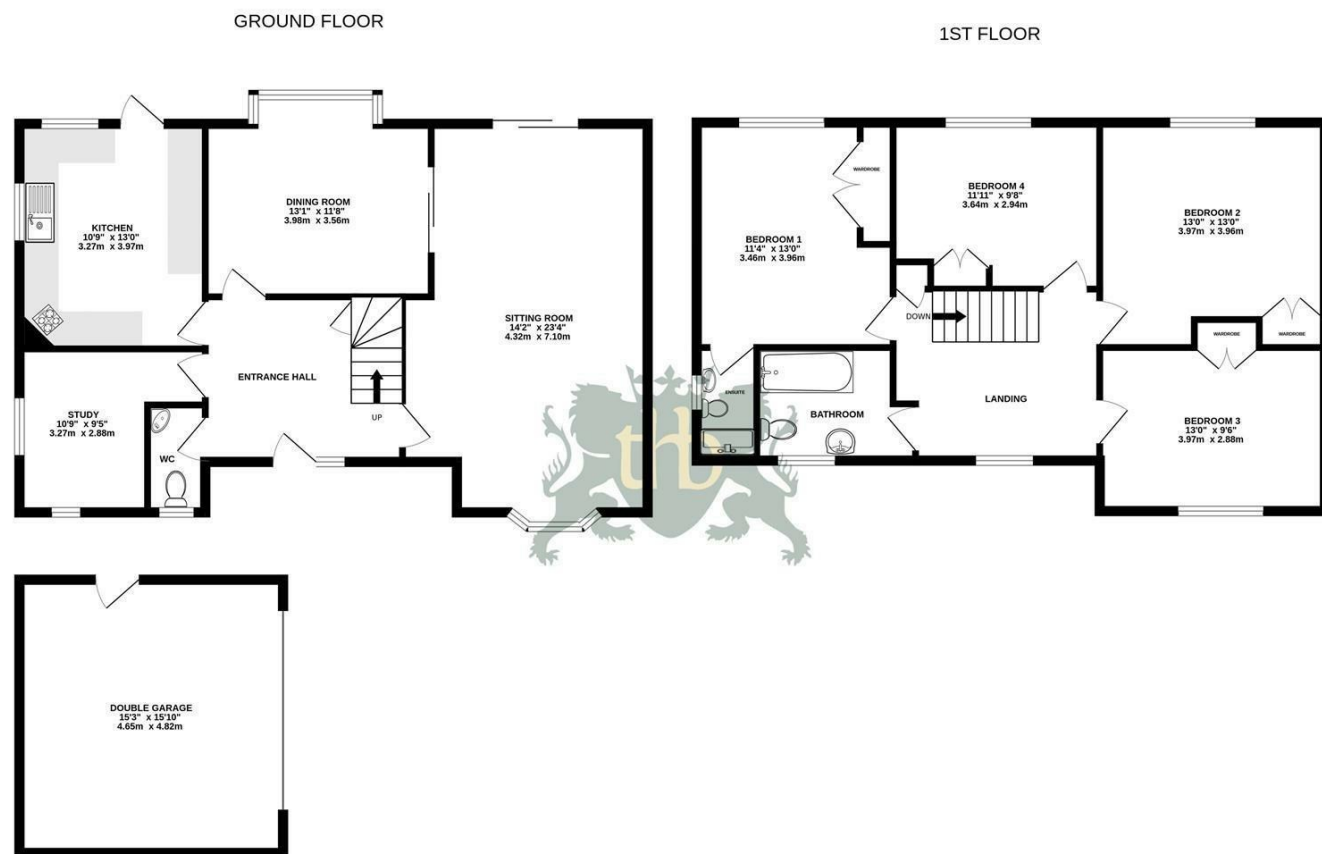 GROUND FLOOR
KITCHEN
10'9" x 13'0"
3.27m x 3.97m
DINING ROOM
13'1" x 11'8"
3.98m x 3.56m
SITTING ROOM
14'2" x 23'4"
4.32m x 7.10m
ENTRANCE HALL
UP
STUDY
10'9" x 9'5"
3.27m x 2.88m
WC
DOUBLE GARAGE
15'3" x 15'10"
4.65m x 4.82m
1ST FLOOR
BEDROOM 1
11'4" x 13'0"
3.46m x 3.96m
WARDROBE
BEDROOM 4
11'11" x 9'8"
3.64m x 2.94m
BEDROOM 2
13'0" x 13'0"
3.97m x 3.96m
DOWN
WARDROBE
WARDROBE
ENSUITE
BATHROOM
LANDING
BEDROOM 3
13'0" x 9'6"
3.97m x 2.88m
thb